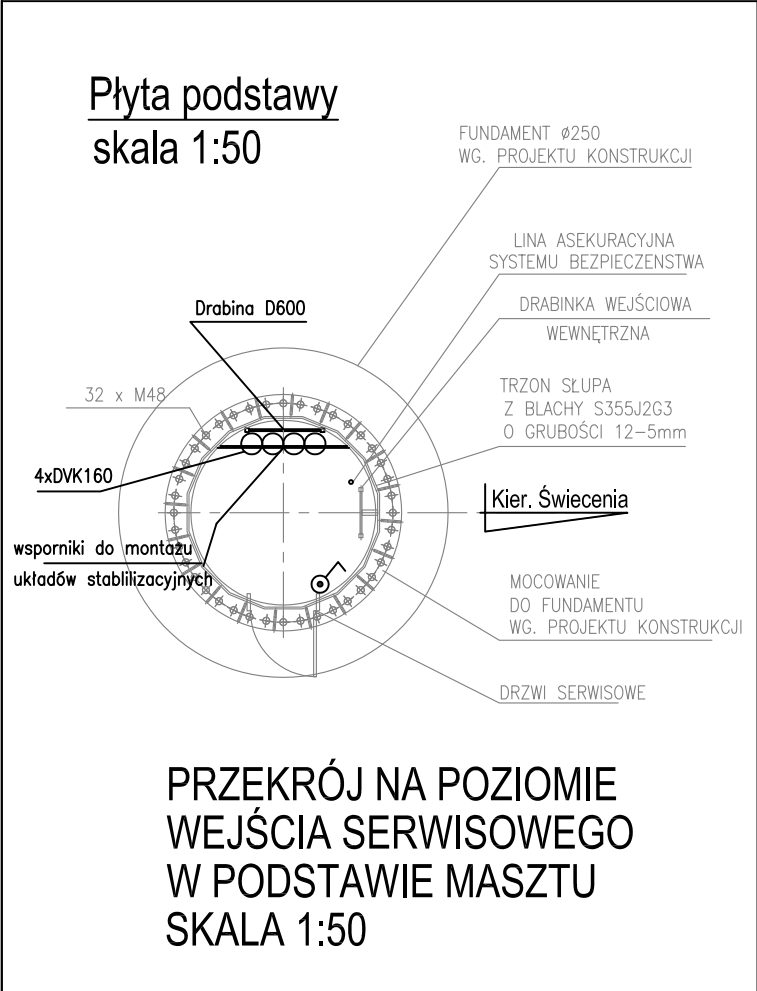 Płyta podstawy
skala 1:50
FUNDAMENT ø250
WG. PROJEKTU KONSTRUKCJI
LINA ASEKURACYJNA
SYSTEMU BEZPIECZENSTWA
Drabina D600
DRABINKA WEJŚCIOWA
WEWNĘTRZNA
32 x M48
TRZON SŁUPA
Z BLACHY S355J2G3
O GRUBOŚCI 12-5mm
4xDVK160
Kier. Świecenia
wsporniki do montażu
układów stablilizacyjnych
MOCOWANIE
DO FUNDAMENTU
WG. PROJEKTU KONSTRUKCJI
DRZWI SERWISOWE
PRZEKRÓJ NA POZIOMIE
WEJŚCIA SERWISOWEGO
W PODSTAWIE MASZTU
SKALA 1:50